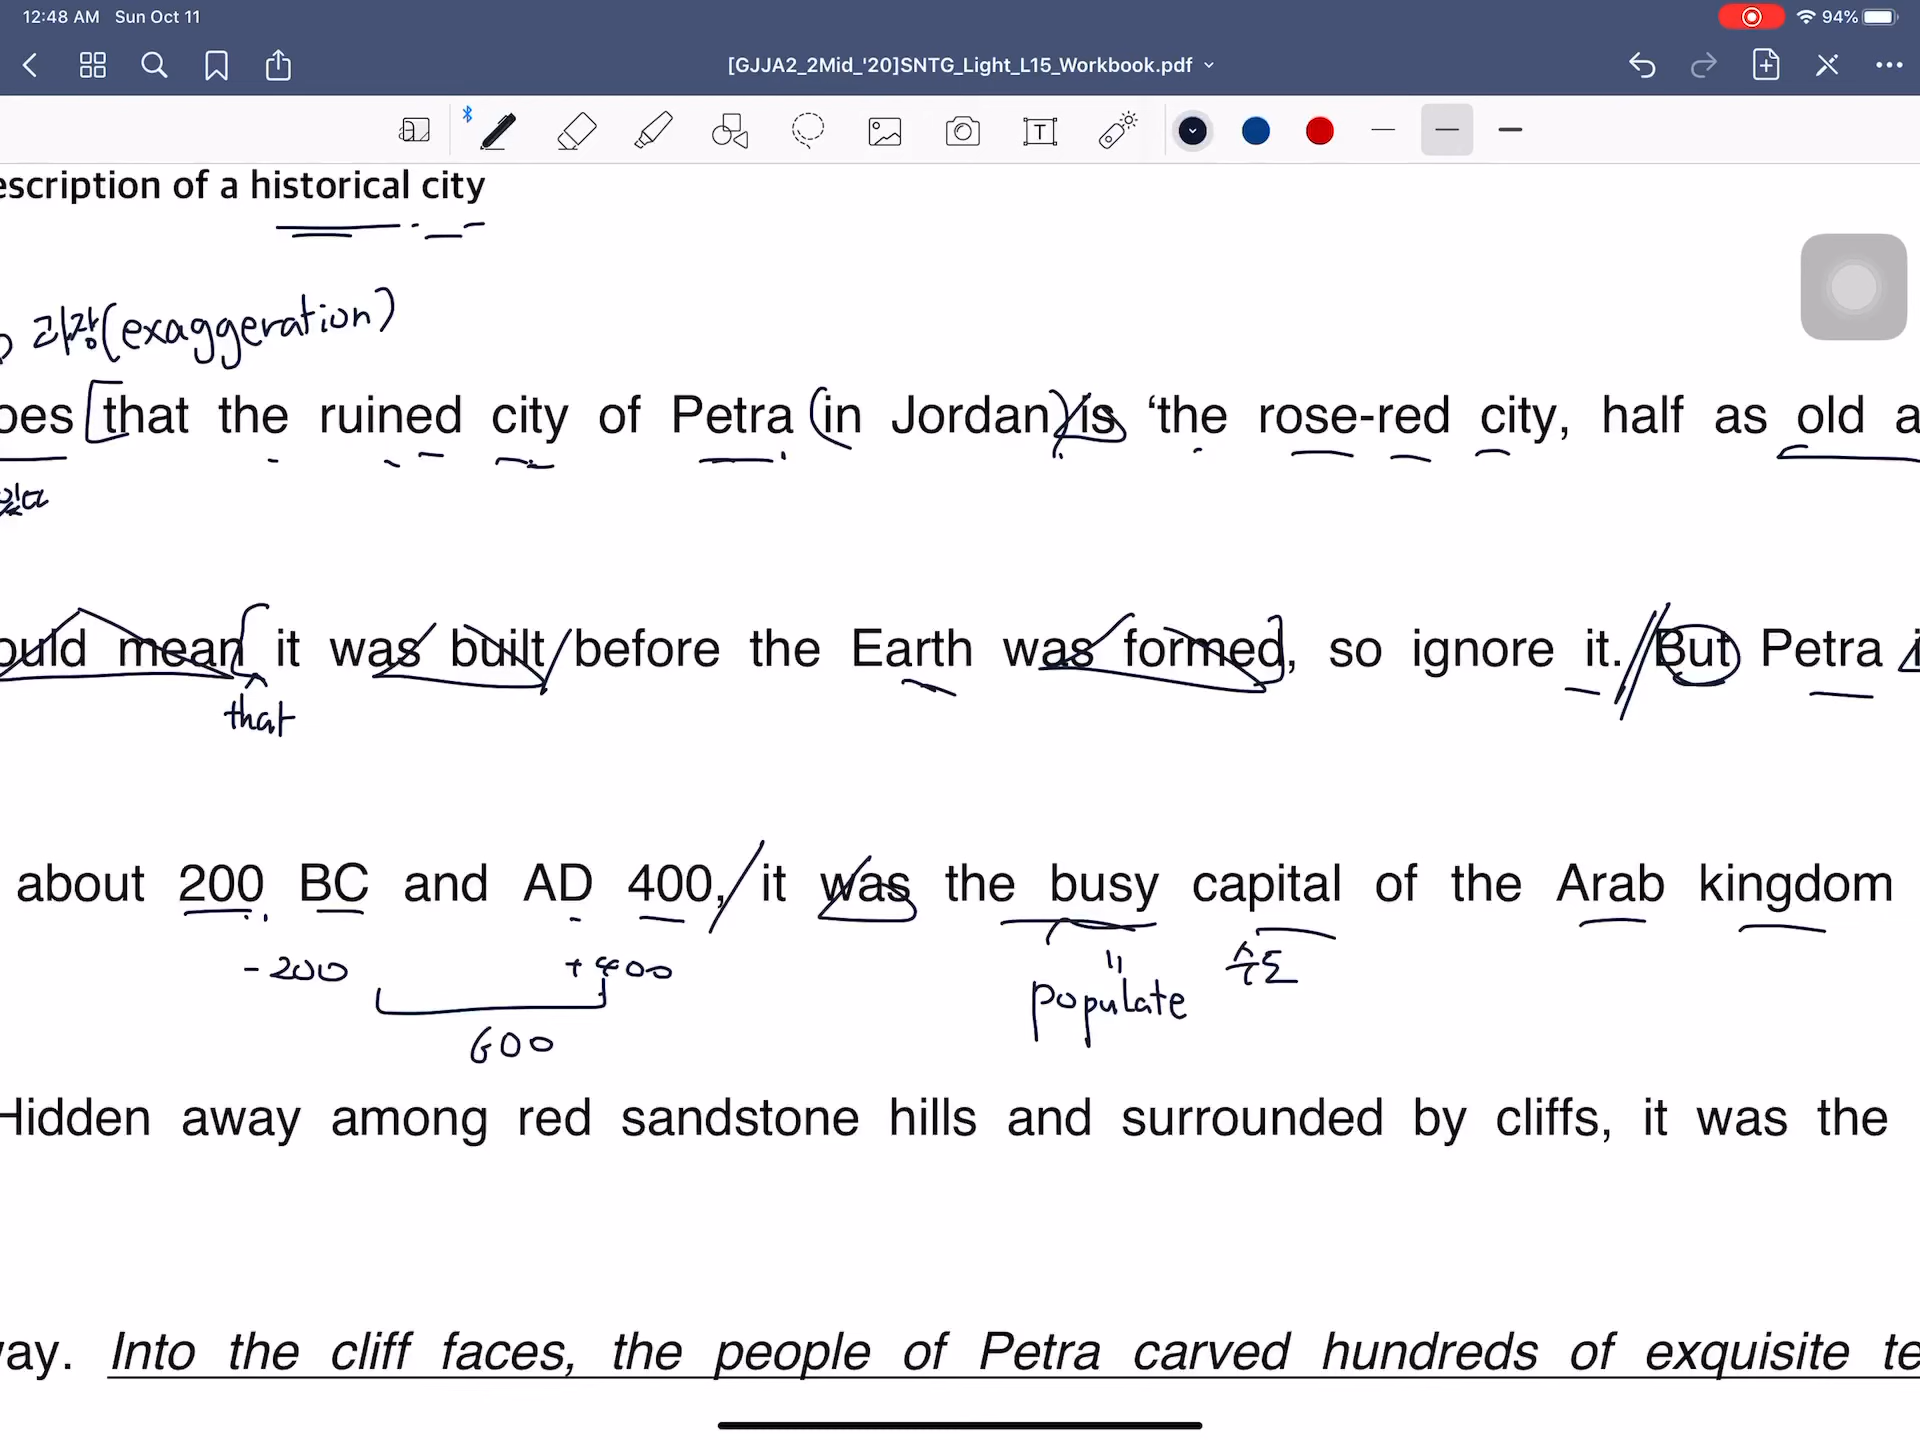 12:48 AM Sun Oct 11
94%
[GJJA2_2Mid_'20]SNTG_Light_L15_Workbook.pdf
escription of a historical city
과장(exaggeration)
oes that the ruined city of Petra (in Jordan) is ‘the rose-red city, half as old a
ould mean it was built before the Earth was formed, so ignore it. But Petra i
that
about 200 BC and AD 400, it was the busy capital of the Arab kingdom
-200 +400 수도
populate
600
Hidden away among red sandstone hills and surrounded by cliffs, it was the
ay. Into the cliff faces, the people of Petra carved hundreds of exquisite te